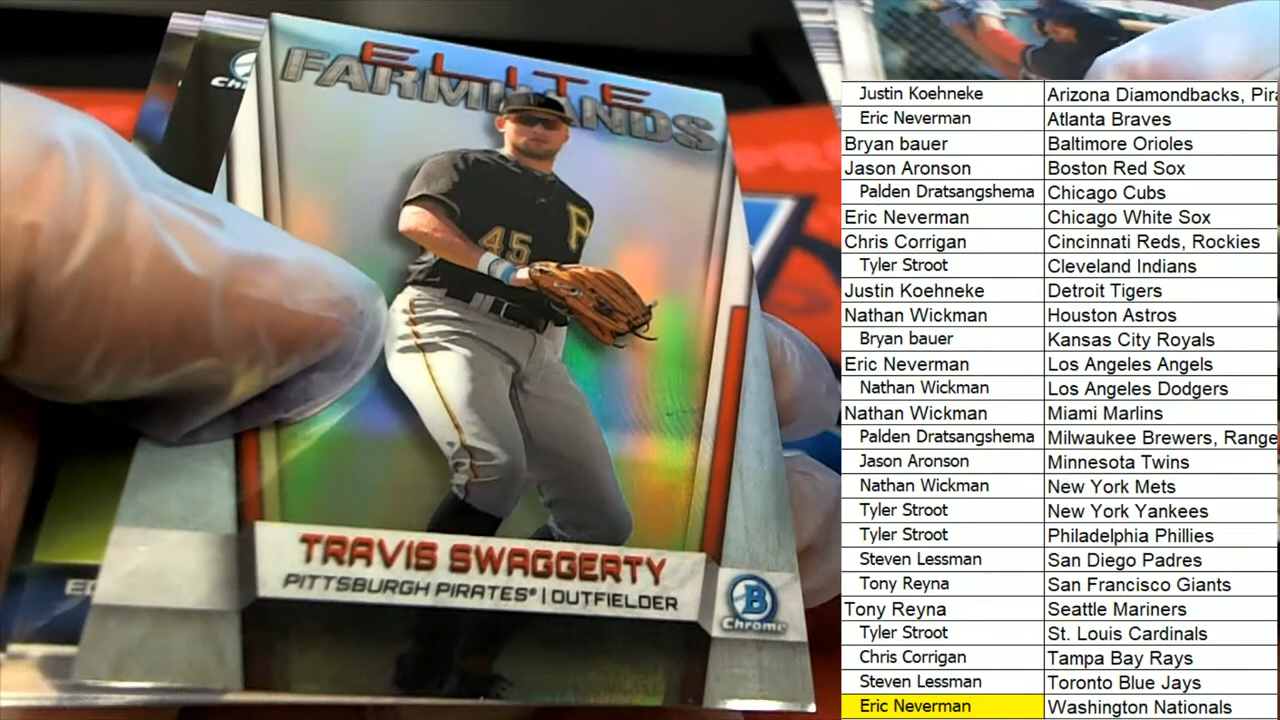 ELITE
FARMHANDS
P
45
TRAVIS SWAGGERTY
PITTSBURGH PIRATES® | OUTFIELDER
B
Chrome
Justin Koehneke Arizona Diamondbacks, Pir
Eric Neverman Atlanta Braves
Bryan bauer Baltimore Orioles
Jason Aronson Boston Red Sox
Palden Dratsangshema Chicago Cubs
Eric Neverman Chicago White Sox
Chris Corrigan Cincinnati Reds, Rockies
Tyler Stroot Cleveland Indians
Justin Koehneke Detroit Tigers
Nathan Wickman Houston Astros
Bryan bauer Kansas City Royals
Eric Neverman Los Angeles Angels
Nathan Wickman Los Angeles Dodgers
Nathan Wickman Miami Marlins
Palden Dratsangshema Milwaukee Brewers, Range
Jason Aronson Minnesota Twins
Nathan Wickman New York Mets
Tyler Stroot New York Yankees
Tyler Stroot Philadelphia Phillies
Steven Lessman San Diego Padres
Tony Reyna San Francisco Giants
Tony Reyna Seattle Mariners
Tyler Stroot St. Louis Cardinals
Chris Corrigan Tampa Bay Rays
Steven Lessman Toronto Blue Jays
Eric Neverman Washington Nationals